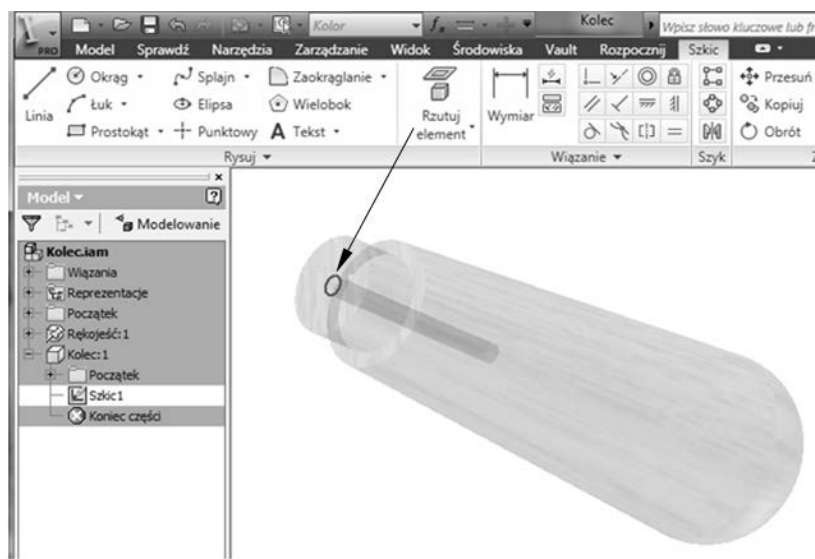 Kolor
Kolec
Wpisz słowo kluczowe lub fr
PRO Model Sprawdź Narzędzia Zarządzanie Widok Środowiska Vault Rozpocznij Szkic
Okrąg Splajn Zaokrąglanie Przesuń
Linia Łuk Elipsa Wielobok Rzutuj element Wymiar Kopiuj
Prostokąt Punktowy A Tekst Obrót
Rysuj Wiązanie Szyk
Model
Modelowanie
Kolec.iam
Wiązania
Reprezentacje
Początek
Rękojeść:1
Kolec:1
Początek
Szkic1
Koniec części